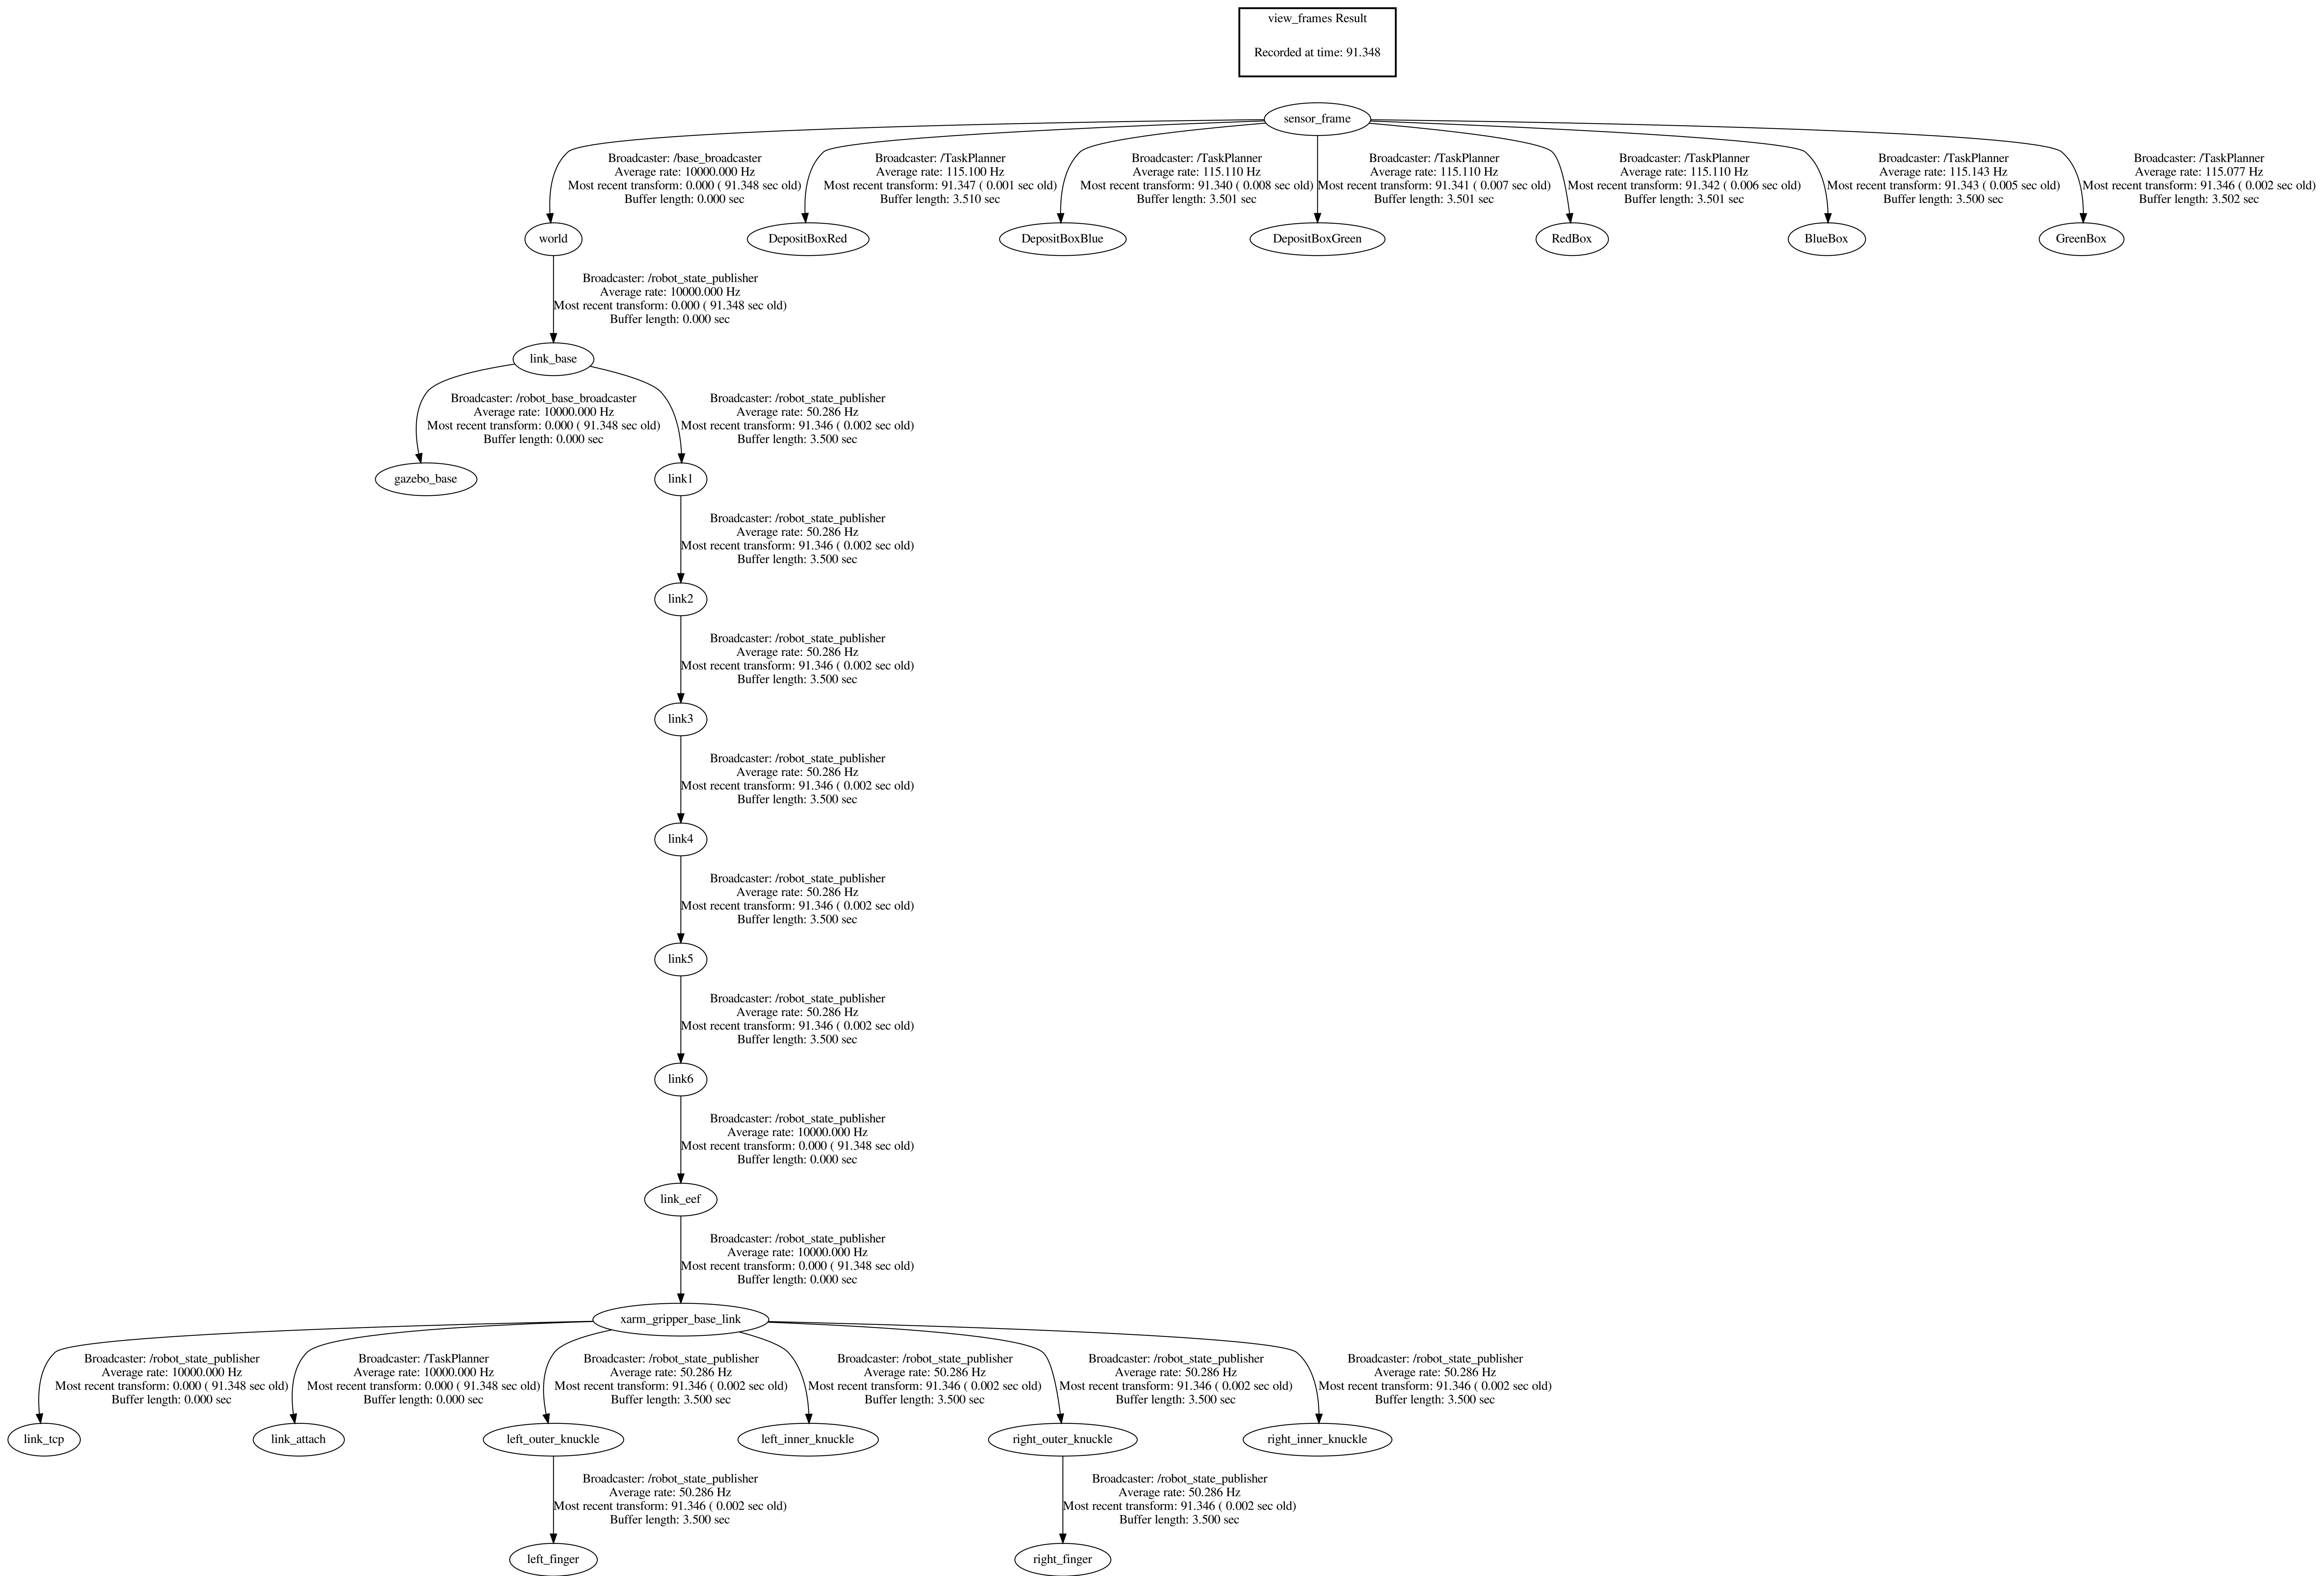 view_frames Result
Recorded at time: 91.348
sensor_frame
Broadcaster: /base_broadcaster
Average rate: 10000.000 Hz
Most recent transform: 0.000 ( 91.348 sec old)
Buffer length: 0.000 sec
Broadcaster: /TaskPlanner
Average rate: 115.100 Hz
Most recent transform: 91.347 ( 0.001 sec old)
Buffer length: 3.510 sec
Broadcaster: /TaskPlanner
Average rate: 115.110 Hz
Most recent transform: 91.340 ( 0.008 sec old)
Buffer length: 3.501 sec
Broadcaster: /TaskPlanner
Average rate: 115.110 Hz
Most recent transform: 91.341 ( 0.007 sec old)
Buffer length: 3.501 sec
Broadcaster: /TaskPlanner
Average rate: 115.110 Hz
Most recent transform: 91.342 ( 0.006 sec old)
Buffer length: 3.501 sec
Broadcaster: /TaskPlanner
Average rate: 115.143 Hz
Most recent transform: 91.343 ( 0.005 sec old)
Buffer length: 3.500 sec
Broadcaster: /TaskPlanner
Average rate: 115.077 Hz
Most recent transform: 91.346 ( 0.002 sec old)
Buffer length: 3.502 sec
world
DepositBoxRed
DepositBoxBlue
DepositBoxGreen
RedBox
BlueBox
GreenBox
Broadcaster: /robot_state_publisher
Average rate: 10000.000 Hz
Most recent transform: 0.000 ( 91.348 sec old)
Buffer length: 0.000 sec
link_base
Broadcaster: /robot_base_broadcaster
Average rate: 10000.000 Hz
Most recent transform: 0.000 ( 91.348 sec old)
Buffer length: 0.000 sec
Broadcaster: /robot_state_publisher
Average rate: 50.286 Hz
Most recent transform: 91.346 ( 0.002 sec old)
Buffer length: 3.500 sec
gazebo_base
link1
Broadcaster: /robot_state_publisher
Average rate: 50.286 Hz
Most recent transform: 91.346 ( 0.002 sec old)
Buffer length: 3.500 sec
link2
Broadcaster: /robot_state_publisher
Average rate: 50.286 Hz
Most recent transform: 91.346 ( 0.002 sec old)
Buffer length: 3.500 sec
link3
Broadcaster: /robot_state_publisher
Average rate: 50.286 Hz
Most recent transform: 91.346 ( 0.002 sec old)
Buffer length: 3.500 sec
link4
Broadcaster: /robot_state_publisher
Average rate: 50.286 Hz
Most recent transform: 91.346 ( 0.002 sec old)
Buffer length: 3.500 sec
link5
Broadcaster: /robot_state_publisher
Average rate: 50.286 Hz
Most recent transform: 91.346 ( 0.002 sec old)
Buffer length: 3.500 sec
link6
Broadcaster: /robot_state_publisher
Average rate: 10000.000 Hz
Most recent transform: 0.000 ( 91.348 sec old)
Buffer length: 0.000 sec
link_eef
Broadcaster: /robot_state_publisher
Average rate: 10000.000 Hz
Most recent transform: 0.000 ( 91.348 sec old)
Buffer length: 0.000 sec
xarm_gripper_base_link
Broadcaster: /robot_state_publisher
Average rate: 10000.000 Hz
Most recent transform: 0.000 ( 91.348 sec old)
Buffer length: 0.000 sec
Broadcaster: /TaskPlanner
Average rate: 10000.000 Hz
Most recent transform: 0.000 ( 91.348 sec old)
Buffer length: 0.000 sec
Broadcaster: /robot_state_publisher
Average rate: 50.286 Hz
Most recent transform: 91.346 ( 0.002 sec old)
Buffer length: 3.500 sec
Broadcaster: /robot_state_publisher
Average rate: 50.286 Hz
Most recent transform: 91.346 ( 0.002 sec old)
Buffer length: 3.500 sec
Broadcaster: /robot_state_publisher
Average rate: 50.286 Hz
Most recent transform: 91.346 ( 0.002 sec old)
Buffer length: 3.500 sec
Broadcaster: /robot_state_publisher
Average rate: 50.286 Hz
Most recent transform: 91.346 ( 0.002 sec old)
Buffer length: 3.500 sec
link_tcp
link_attach
left_outer_knuckle
left_inner_knuckle
right_outer_knuckle
right_inner_knuckle
Broadcaster: /robot_state_publisher
Average rate: 50.286 Hz
Most recent transform: 91.346 ( 0.002 sec old)
Buffer length: 3.500 sec
Broadcaster: /robot_state_publisher
Average rate: 50.286 Hz
Most recent transform: 91.346 ( 0.002 sec old)
Buffer length: 3.500 sec
left_finger
right_finger